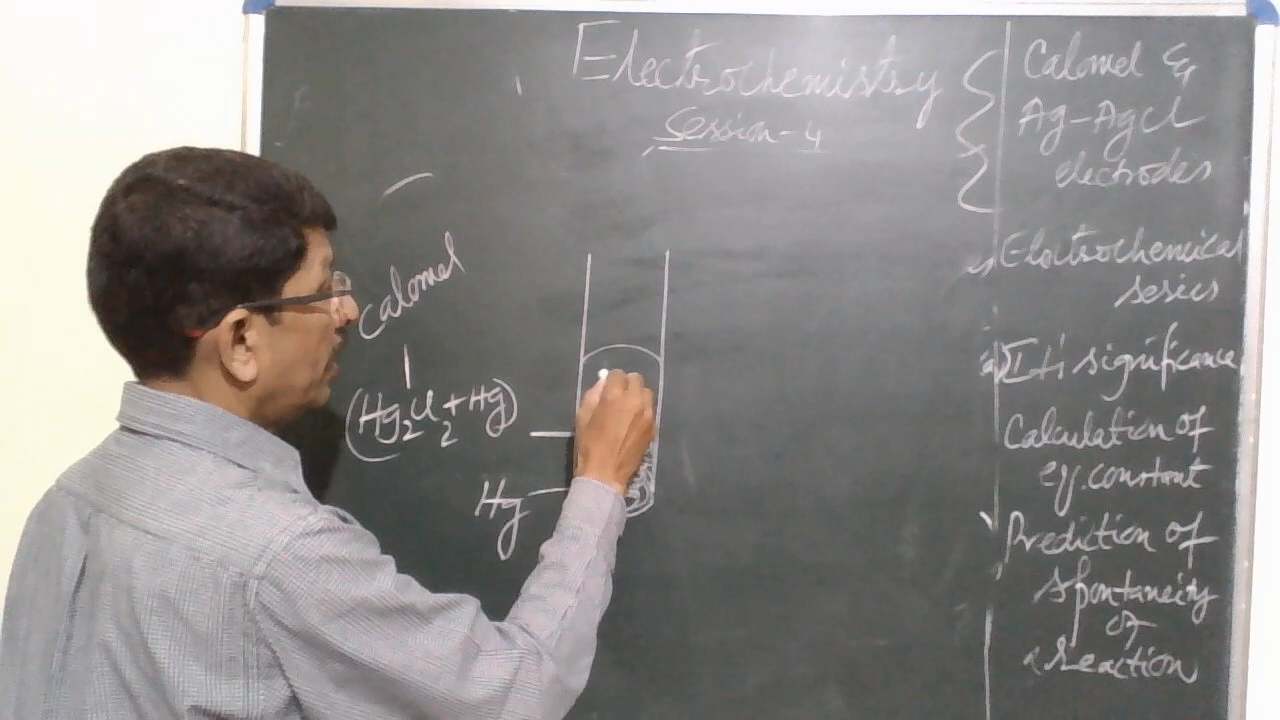 Electrochemistry
Session-4
Calomel &
Ag-AgCl
electrodes
Electrochemical
series
It's significance
Calculation of
eq. constant
Prediction of
spontaneity
of
reaction
Calomel
(Hg₂Cl₂+Hg)
Hg